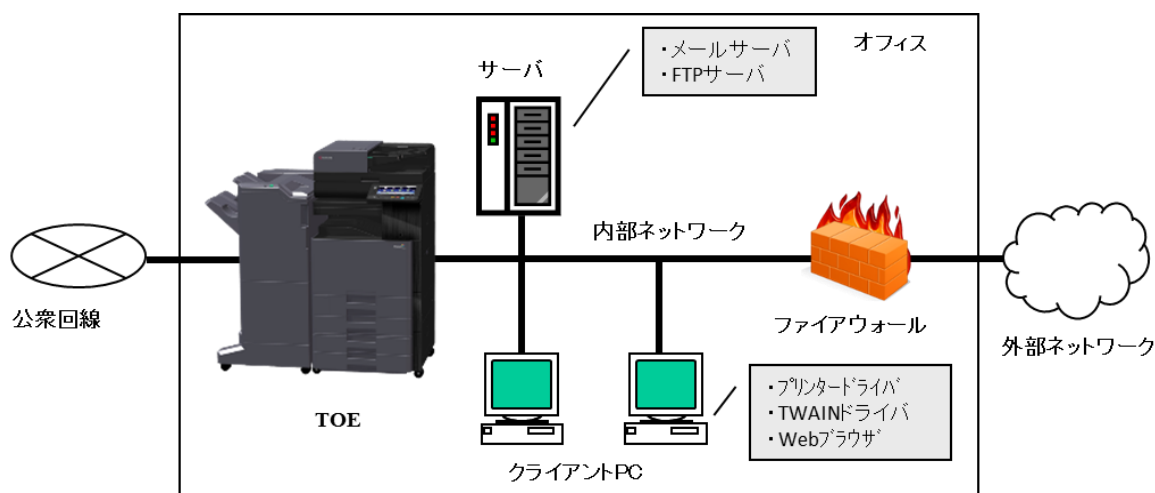 オフィス
・メールサーバ
・FTPサーバ
サーバ
内部ネットワーク
公衆回線
ファイアウォール
外部ネットワーク
TOE
・プリンタードライバ
・TWAINドライバ
・Webブラウザ
クライアントPC